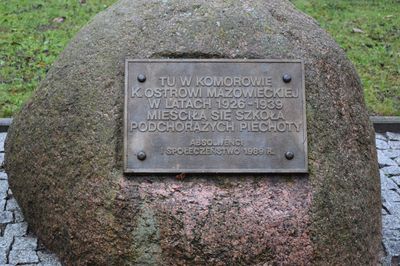 TU W KOMOROWIE
K. OSTROWI MAZOWIECKIEJ
W LATACH 1926-1939
MIEŚCIŁA SIĘ SZKOŁA
PODCHORĄŻYCH PIECHOTY
ABSOLWENCI
I SPOŁECZEŃSTWO 1989 R.